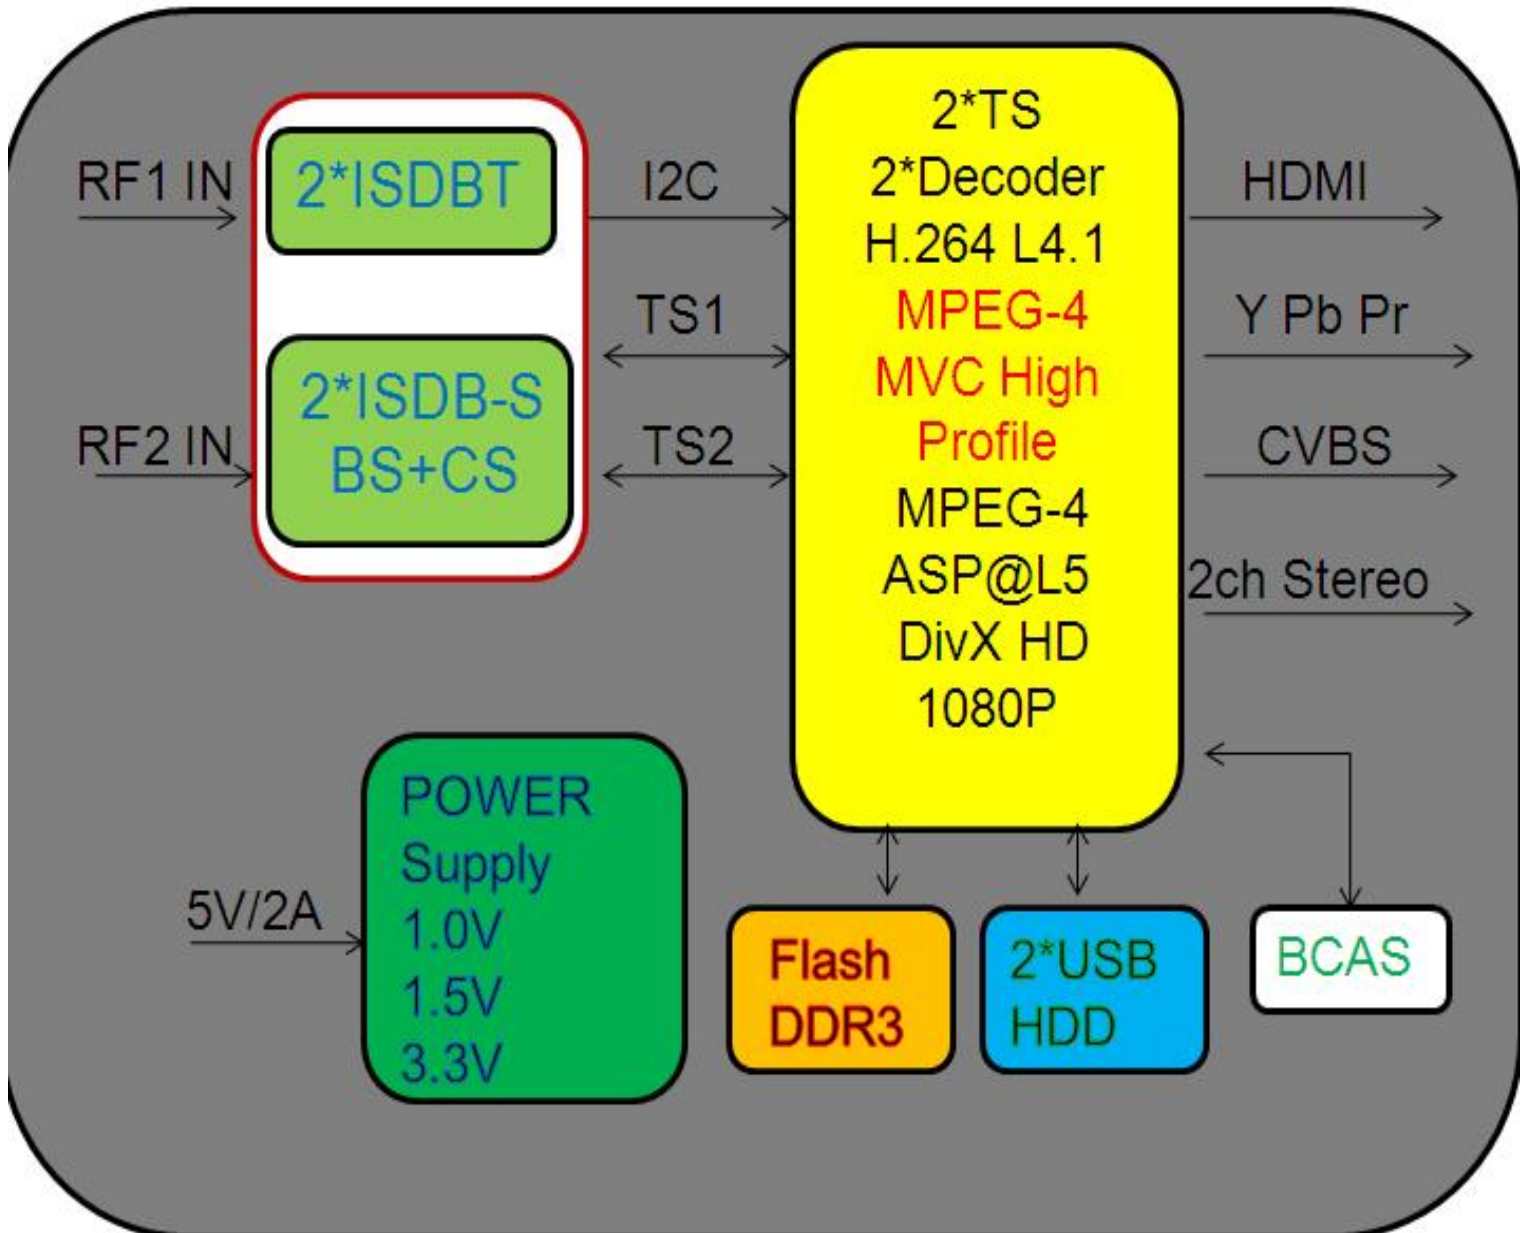 RF1 IN
2*ISDBT
I2C
2*TS
2*Decoder
H.264 L4.1
MPEG-4
MVC High
Profile
MPEG-4
ASP@L5
DivX HD
1080P
HDMI
TS1
Y Pb Pr
RF2 IN
2*ISDB-S
BS+CS
TS2
CVBS
2ch Stereo
5V/2A
POWER
Supply
1.0V
1.5V
3.3V
Flash
DDR3
2*USB
HDD
BCAS